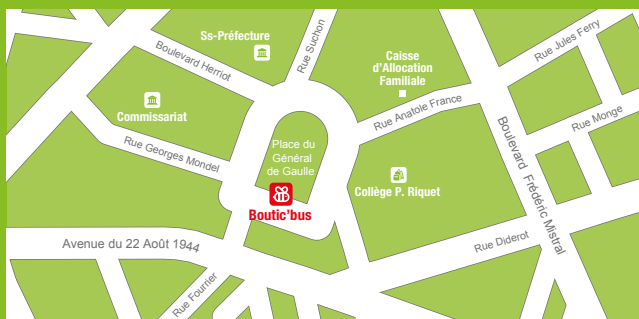 Ss-Préfecture
Rue Suchon
Boulevard Herriot
Caisse
d'Allocation
Familiale
Rue Jules Ferry
Commissariat
Rue Anatole France
Rue Monge
Rue Georges Mondel
Place du
Général
de Gaulle
Boulevard Frédéric Mistral
Collège P. Riquet
Boutic'bus
Avenue du 22 Août 1944
Rue Diderot
Rue Fourrier